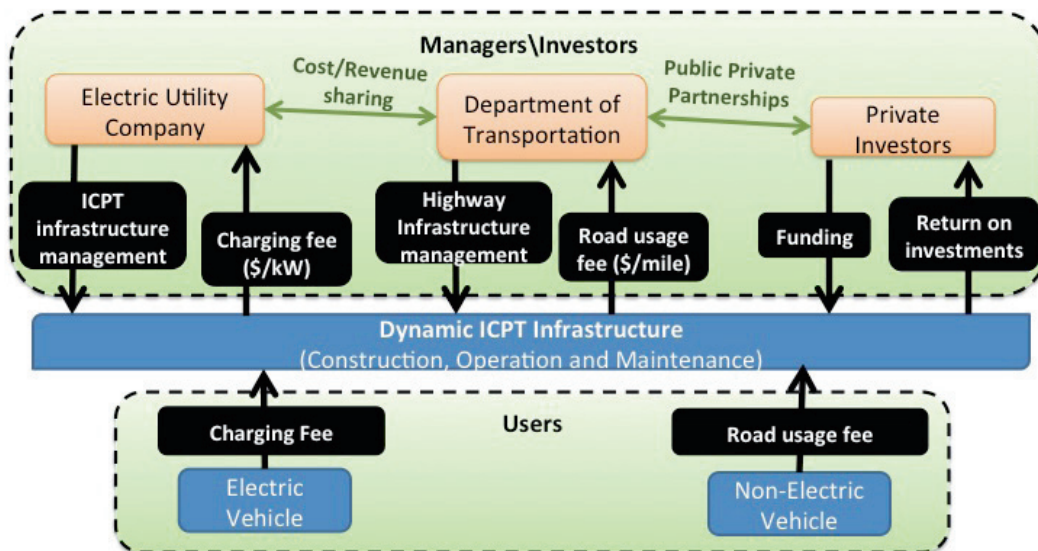 Managers\Investors
Cost/Revenue
sharing
Public Private
Partnerships
Electric Utility
Company
Department of
Transportation
Private
Investors
ICPT
infrastructure
management
Charging fee
($/kW)
Highway
Infrastructure
management
Road usage
fee ($/mile)
Funding
Return on
investments
Dynamic ICPT Infrastructure
(Construction, Operation and Maintenance)
Users
Charging Fee
Road usage fee
Electric
Vehicle
Non-Electric
Vehicle